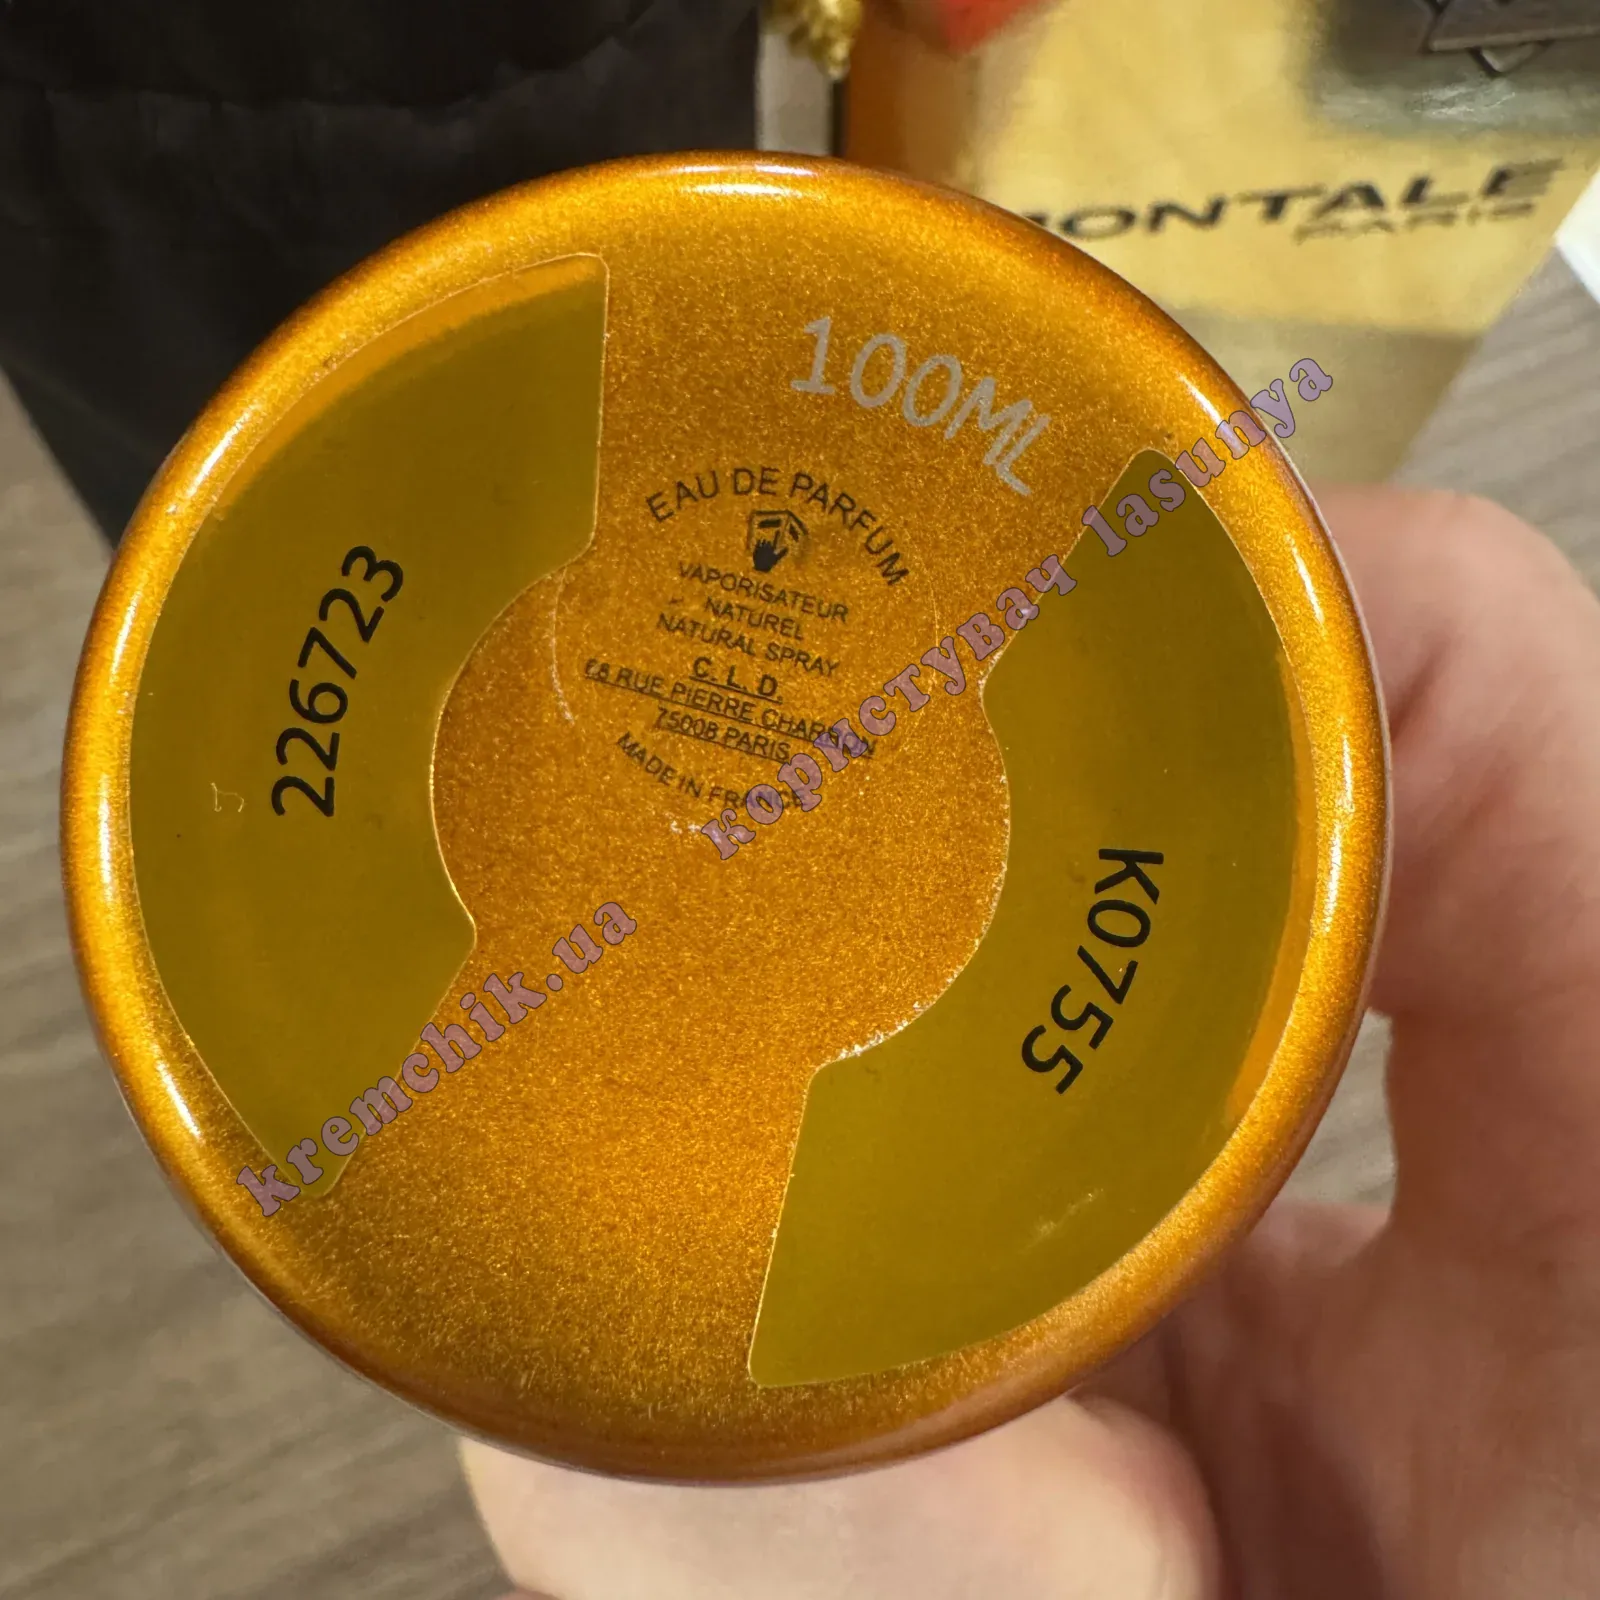 MONTALE
PARIS
100ML
EAU DE PARFUM
VAPORISATEUR
NATUREL
NATURAL SPRAY
C. L. D.
68 RUE PIERRE CHARRON
75008 PARIS
MADE IN FRANCE
226723
K0755
kremchik.ua
користувач lasunya